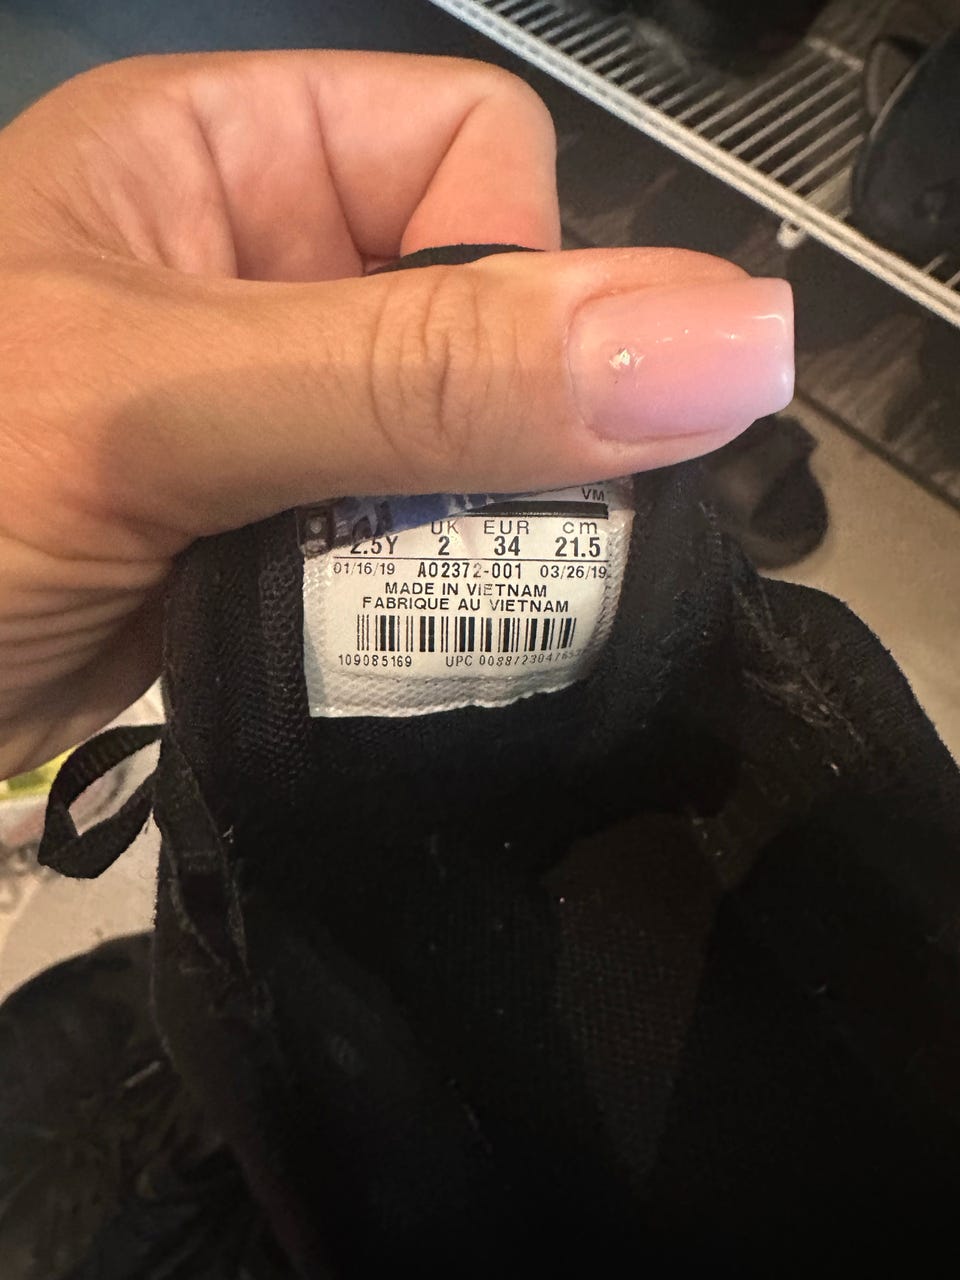 VM
UK EUR cm
2.5Y 2 34 21.5
01/16/19 AO2372-001 03/26/19
MADE IN VIETNAM
FABRIQUE AU VIETNAM
109085169 UPC